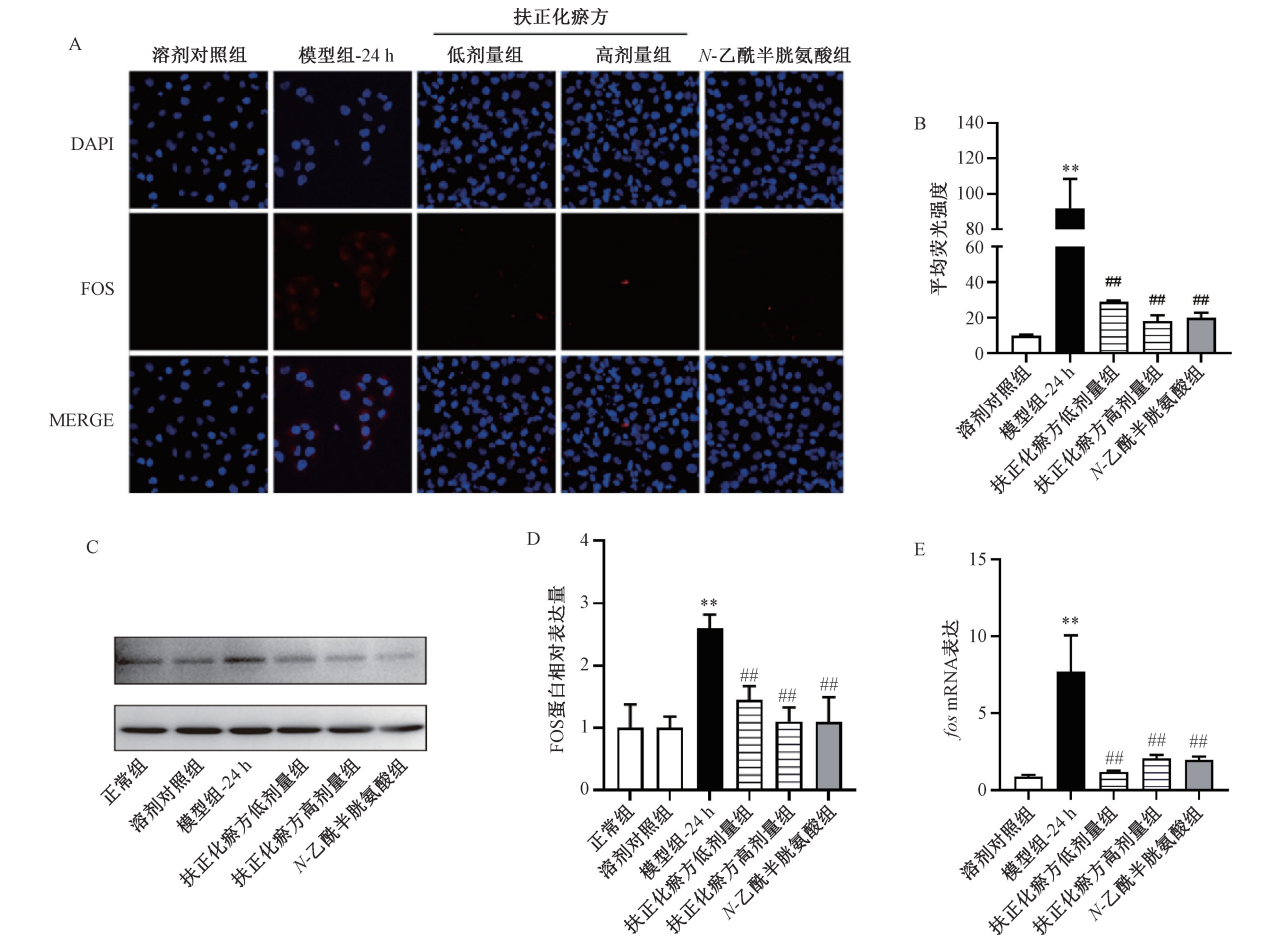 A
扶正化瘀方
溶剂对照组
模型组-24 h
低剂量组
高剂量组
N-乙酰半胱氨酸组
DAPI
FOS
MERGE
B
平均荧光强度
140
120
100
80
60
40
20
0
**
##
##
##
溶剂对照组
模型组-24 h
扶正化瘀方低剂量组
扶正化瘀方高剂量组
N-乙酰半胱氨酸组
C
正常组
溶剂对照组
模型组-24 h
扶正化瘀方低剂量组
扶正化瘀方高剂量组
N-乙酰半胱氨酸组
D
FOS蛋白相对表达量
4
3
2
1
0
**
##
##
##
正常组
溶剂对照组
模型组-24 h
扶正化瘀方低剂量组
扶正化瘀方高剂量组
N-乙酰半胱氨酸组
E
fos mRNA表达
15
10
5
0
**
##
##
##
溶剂对照组
模型组-24 h
扶正化瘀方低剂量组
扶正化瘀方高剂量组
N-乙酰半胱氨酸组